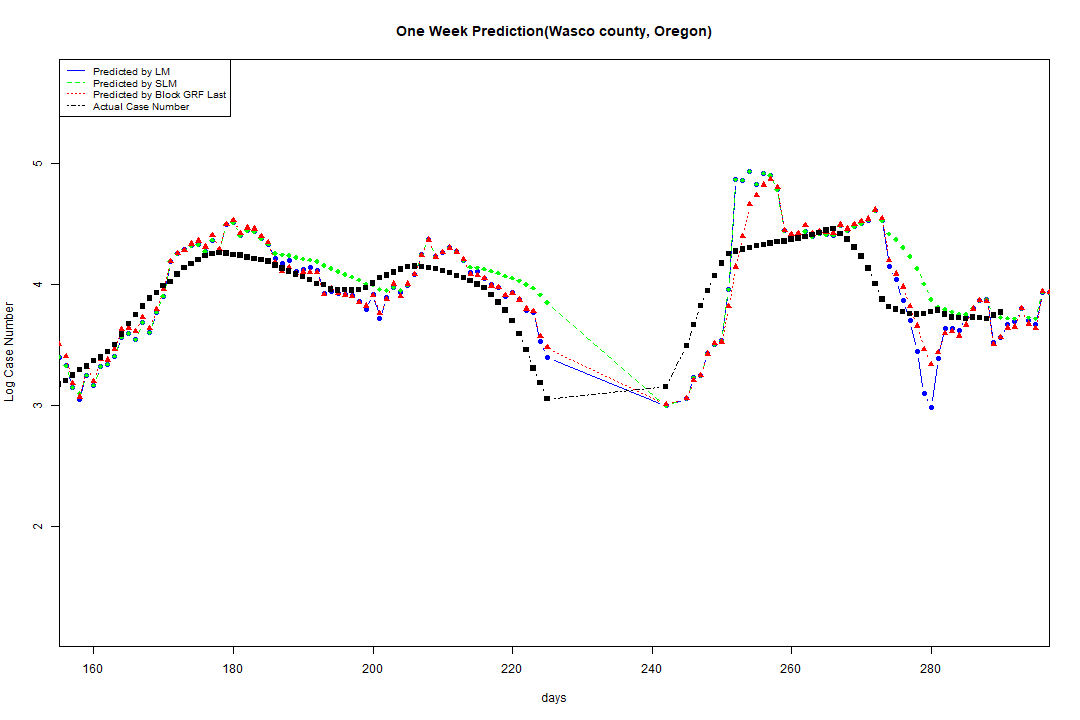 One Week Prediction(Wasco county, Oregon)
Predicted by LM
Predicted by SLM
Predicted by Block GRF Last
Actual Case Number
5
4
3
2
Log Case Number
160 180 200 220 240 260 280
days